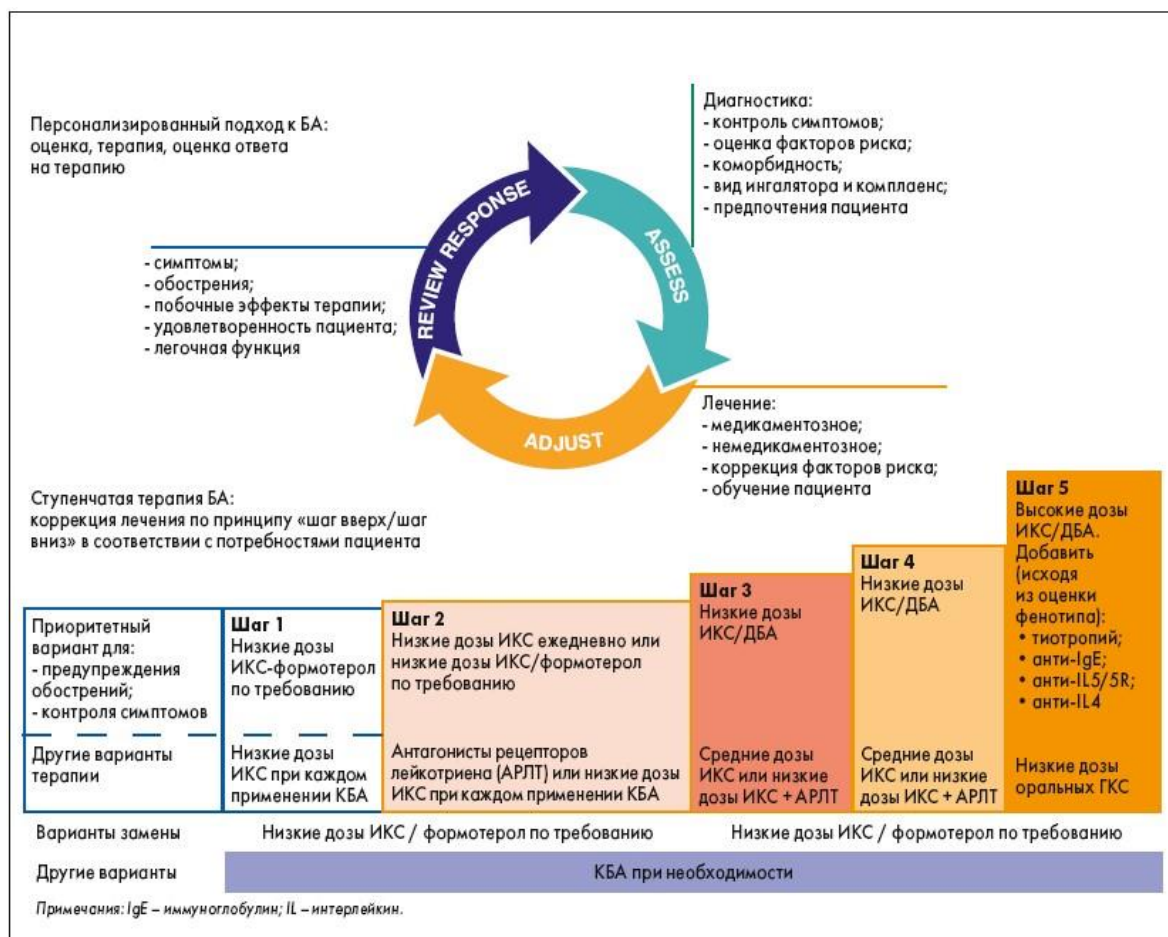 Персонализированный подход к БА:
оценка, терапия, оценка ответа
на терапию
Диагностика:
- контроль симптомов;
- оценка факторов риска;
- коморбидность;
- вид ингалятора и комплаенс;
- предпочтения пациента
REVIEW RESPONSE
ASSESS
ADJUST
- симптомы;
- обострения;
- побочные эффекты терапии;
- удовлетворенность пациента;
- легочная функция
Лечение:
- медикаментозное;
- немедикаментозное;
- коррекция факторов риска;
- обучение пациента
Ступенчатая терапия БА:
коррекция лечения по принципу «шаг вверх/шаг
вниз» в соответствии с потребностями пациента
Приоритетный
вариант для:
- предупреждения
обострений;
- контроля симптомов
Шаг 1
Низкие дозы
ИКС-формотерол
по требованию
Шаг 2
Низкие дозы ИКС ежедневно или
низкие дозы ИКС/формотерол
по требованию
Шаг 3
Низкие дозы
ИКС/ДБА
Шаг 4
Низкие дозы
ИКС/ДБА
Шаг 5
Высокие дозы
ИКС/ДБА.
Добавить
(исходя
из оценки
фенотипа):
• тиотропий;
• анти-IgE;
• анти-IL5/5R;
• анти-IL4
Другие варианты
терапии
Низкие дозы
ИКС при каждом
применении КБА
Антагонисты рецепторов
лейкотриена (АРЛТ) или низкие дозы
ИКС при каждом применении КБА
Средние дозы
ИКС или низкие
дозы ИКС + АРЛТ
Средние дозы
ИКС или низкие
дозы ИКС + АРЛТ
Низкие дозы
оральных ГКС
Варианты замены
Низкие дозы ИКС / формотерол по требованию
Низкие дозы ИКС / формотерол по требованию
Другие варианты
КБА при необходимости
Примечания: IgE – иммуноглобулин; IL – интерлейкин.